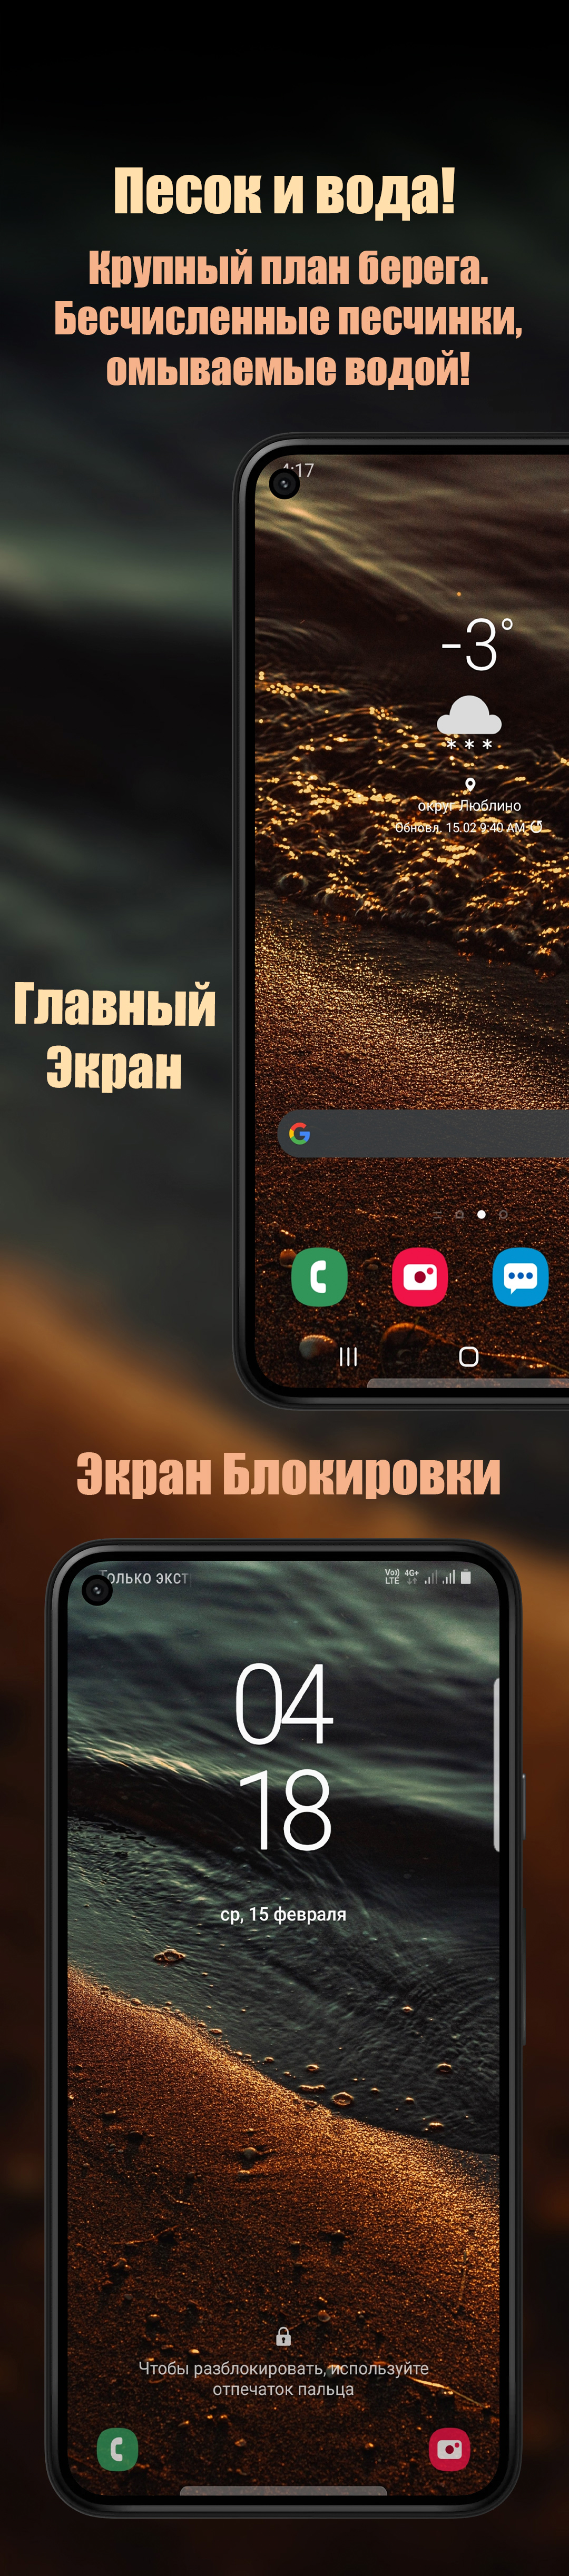 Песок и вода!
Крупный план берега.
Бесчисленные песчинки,
омываемые водой!
4:17
-3°
округ Люблино
Обновл. 15.02 9:40 AM
Главный
Экран
Экран Блокировки
только экст
Vo))
LTE
4G+
04
18
ср, 15 февраля
Чтобы разблокировать, используйте
отпечаток пальца